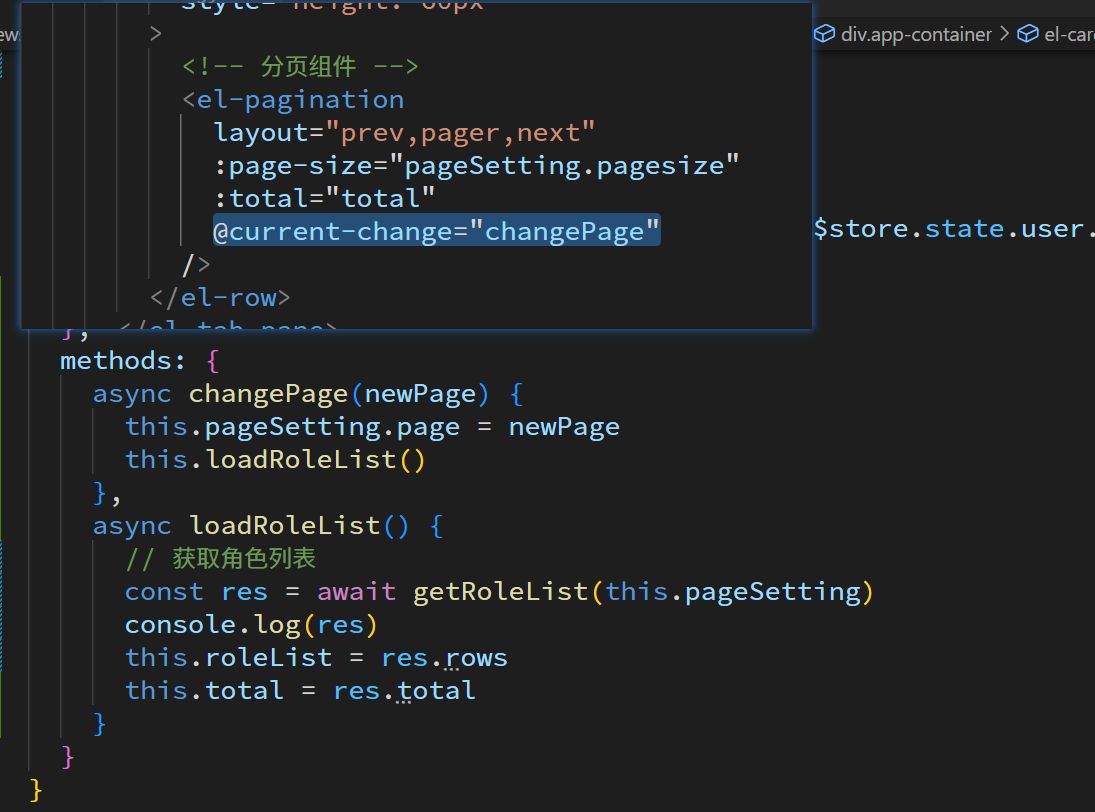 style="height: 60px
ew
>
div.app-container > el-car
<!-- 分页组件 -->
<el-pagination
layout="prev,pager,next"
:page-size="pageSetting.pagesize"
:total="total"
@current-change="changePage"
$store.state.user.
/>
</el-row>
</el-tab-pane>
},
methods: {
async changePage(newPage) {
this.pageSetting.page = newPage
this.loadRoleList()
},
async loadRoleList() {
// 获取角色列表
const res = await getRoleList(this.pageSetting)
console.log(res)
this.roleList = res.rows
this.total = res.total
}
}
}